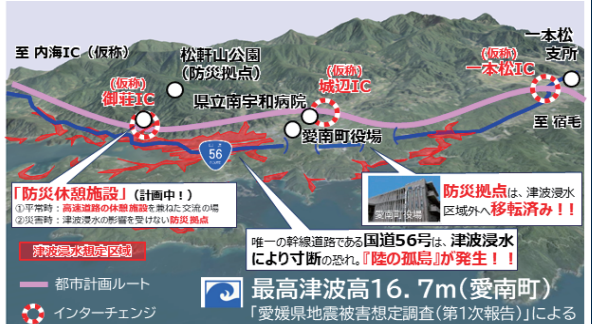 至 内海IC（仮称）
松軒山公園
（防災拠点）
一本松
支所
（仮称）
御荘IC
県立南宇和病院
（仮称）
城辺IC
（仮称）
一本松IC
愛南町役場
至 宿毛
56
「防災休憩施設」（計画中！）
①平常時：高速道路の休憩施設を兼ねた交流の場
②災害時：津波浸水の影響を受けない防災拠点
愛南町役場
防災拠点は、津波浸水
区域外へ移転済み！！
津波浸水想定区域
唯一の幹線道路である国道56号は、津波浸水
により寸断の恐れ。『陸の孤島』が発生！！
都市計画ルート
インターチェンジ
最高津波高16.7m(愛南町)
「愛媛県地震被害想定調査(第1次報告)」による